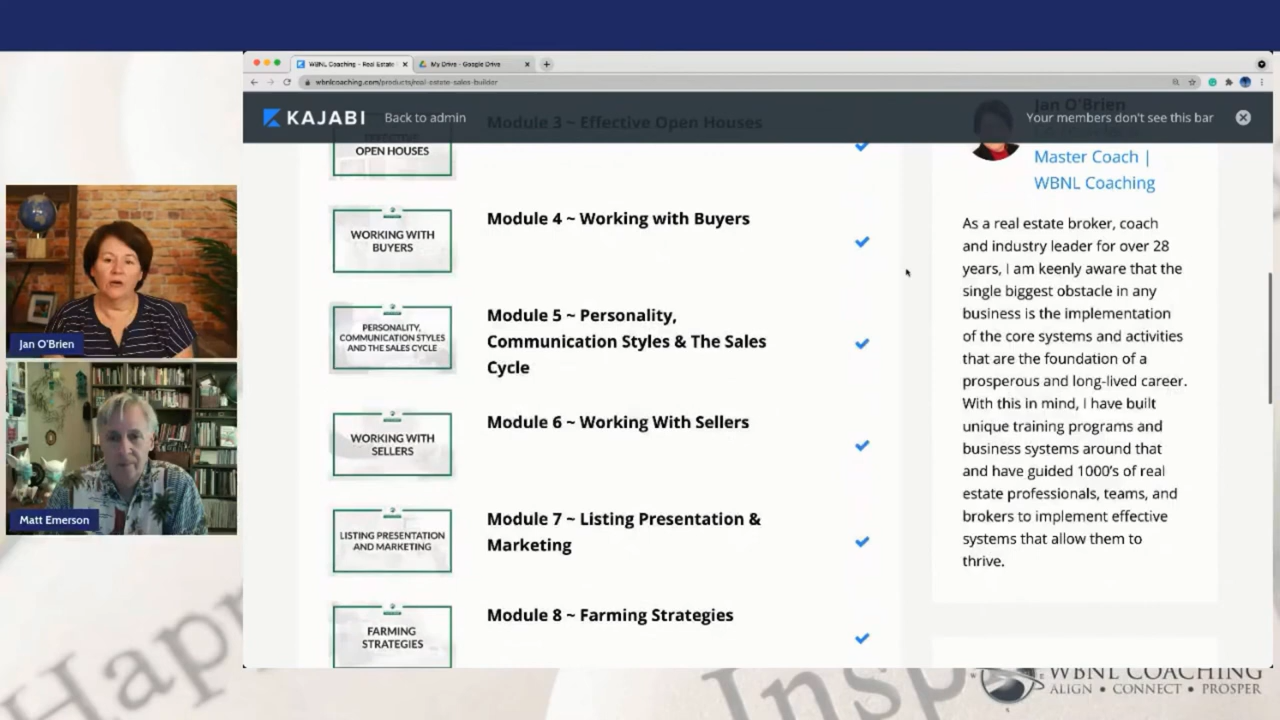 WBNL Coaching - Real Estate
My Drive - Google Drive
wbnlcoaching.com/products/real-estate-sales-builder
KAJABI
Back to admin
Your members don't see this bar
Module 3 ~ Effective Open Houses
OPEN HOUSES
WORKING WITH
BUYERS
Module 4 ~ Working with Buyers
PERSONALITY,
COMMUNICATION STYLES
AND THE SALES CYCLE
Module 5 ~ Personality,
Communication Styles & The Sales
Cycle
WORKING WITH
SELLERS
Module 6 ~ Working With Sellers
LISTING PRESENTATION
AND MARKETING
Module 7 ~ Listing Presentation &
Marketing
FARMING
STRATEGIES
Module 8 ~ Farming Strategies
Jan O'Brien
Master Coach |
WBNL Coaching
As a real estate broker, coach
and industry leader for over 28
years, I am keenly aware that the
single biggest obstacle in any
business is the implementation
of the core systems and activities
that are the foundation of a
prosperous and long-lived career.
With this in mind, I have built
unique training programs and
business systems around that
and have guided 1000's of real
estate professionals, teams, and
brokers to implement effective
systems that allow them to
thrive.
Jan O'Brien
Matt Emerson
WBNL COACHING
ALIGN • CONNECT • PROSPER